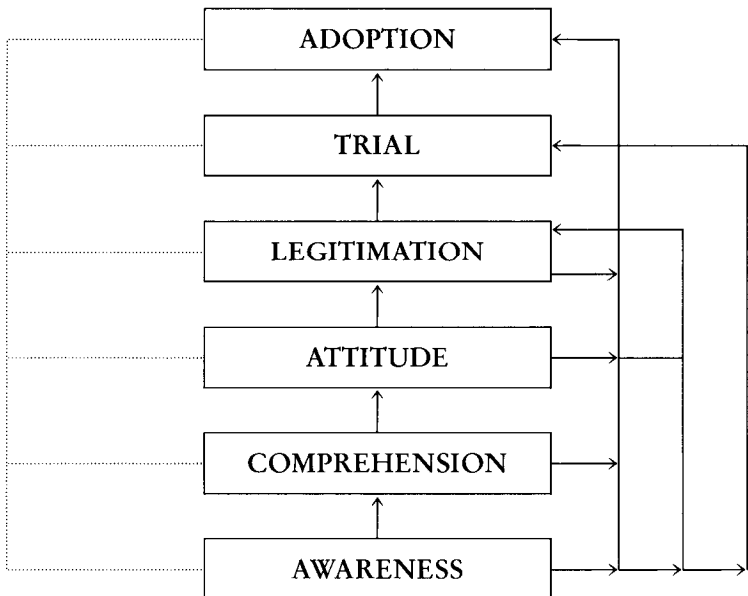 ADOPTION
TRIAL
LEGITIMATION
ATTITUDE
COMPREHENSION
AWARENESS